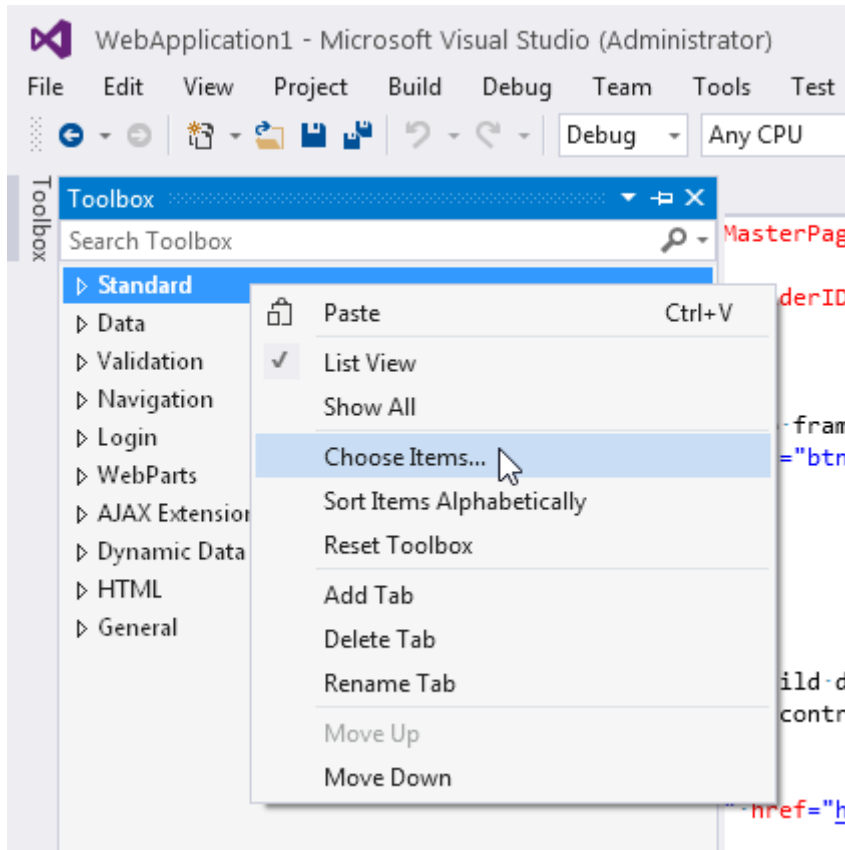 WebApplication1 - Microsoft Visual Studio (Administrator)
File Edit View Project Build Debug Team Tools Test
Debug Any CPU
Toolbox
Toolbox
Search Toolbox
Standard
Data
Validation
Navigation
Login
WebParts
AJAX Extension
Dynamic Data
HTML
General
Paste Ctrl+V
List View
Show All
Choose Items...
Sort Items Alphabetically
Reset Toolbox
Add Tab
Delete Tab
Rename Tab
Move Up
Move Down
MasterPag
derID
fram
="btn
ild d
contr
" href="h